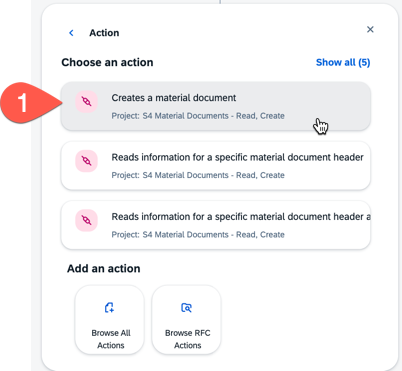 Action
Choose an action
Show all (5)
1
Creates a material document
Project: S4 Material Documents - Read, Create
Reads information for a specific material document header
Project: S4 Material Documents - Read, Create
Reads information for a specific material document header a
Project: S4 Material Documents - Read, Create
Add an action
Browse All
Actions
Browse RFC
Actions